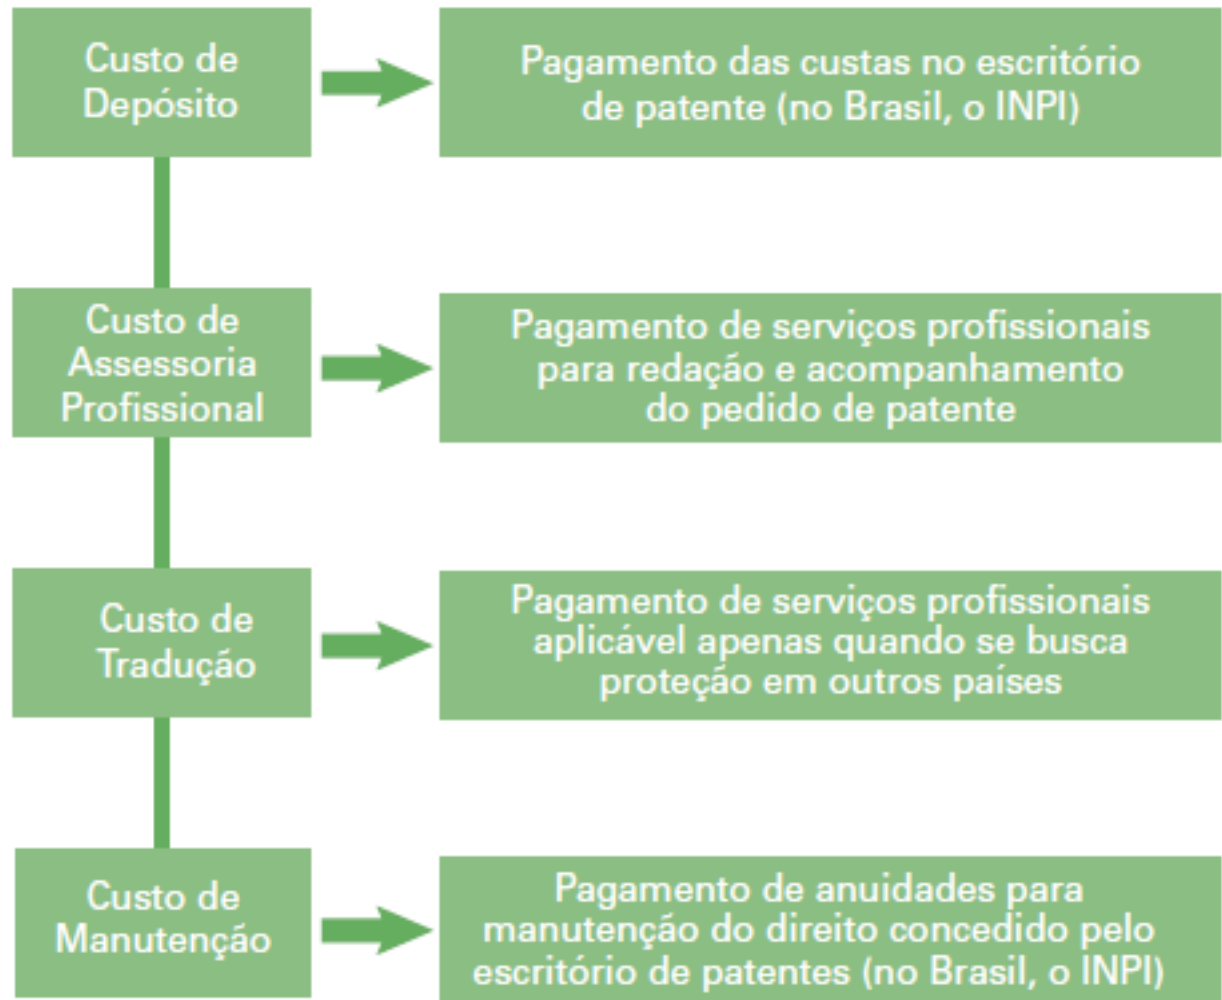 Custo de
Depósito
Pagamento das custas no escritório
de patente (no Brasil, o INPI)
Custo de
Assessoria
Profissional
Pagamento de serviços profissionais
para redação e acompanhamento
do pedido de patente
Custo de
Tradução
Pagamento de serviços profissionais
aplicável apenas quando se busca
proteção em outros países
Custo de
Manutenção
Pagamento de anuidades para
manutenção do direito concedido pelo
escritório de patentes (no Brasil, o INPI)